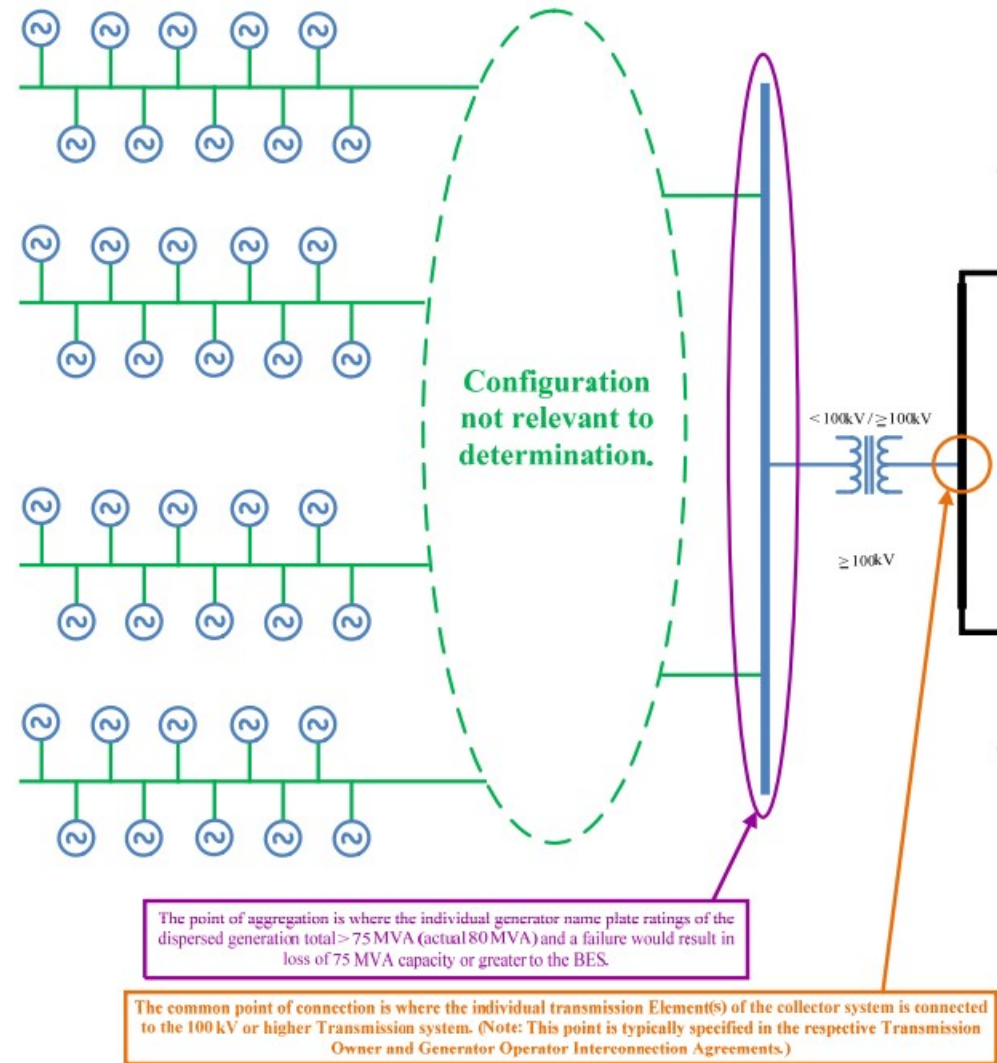 Configuration
not relevant to
determination.
< 100kV / ≥ 100kV
≥ 100kV
The point of aggregation is where the individual generator name plate ratings of the
dispersed generation total > 75 MVA (actual 80 MVA) and a failure would result in
loss of 75 MVA capacity or greater to the BES.
The common point of connection is where the individual transmission Element(s) of the collector system is connected
to the 100 kV or higher Transmission system. (Note: This point is typically specified in the respective Transmission
Owner and Generator Operator Interconnection Agreements.)